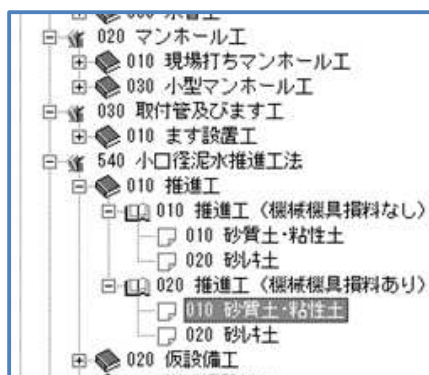 020 マンホール工
010 現場打ちマンホール工
030 小型マンホール工
030 取付管及びます工
010 ます設置工
540 小口径泥水推進工法
010 推進工
010 推進工（機械機具損料なし）
010 砂質土・粘性土
020 砂ﾚｷ土
020 推進工（機械機具損料あり）
010 砂質土・粘性土
020 砂ﾚｷ土
020 仮設備工